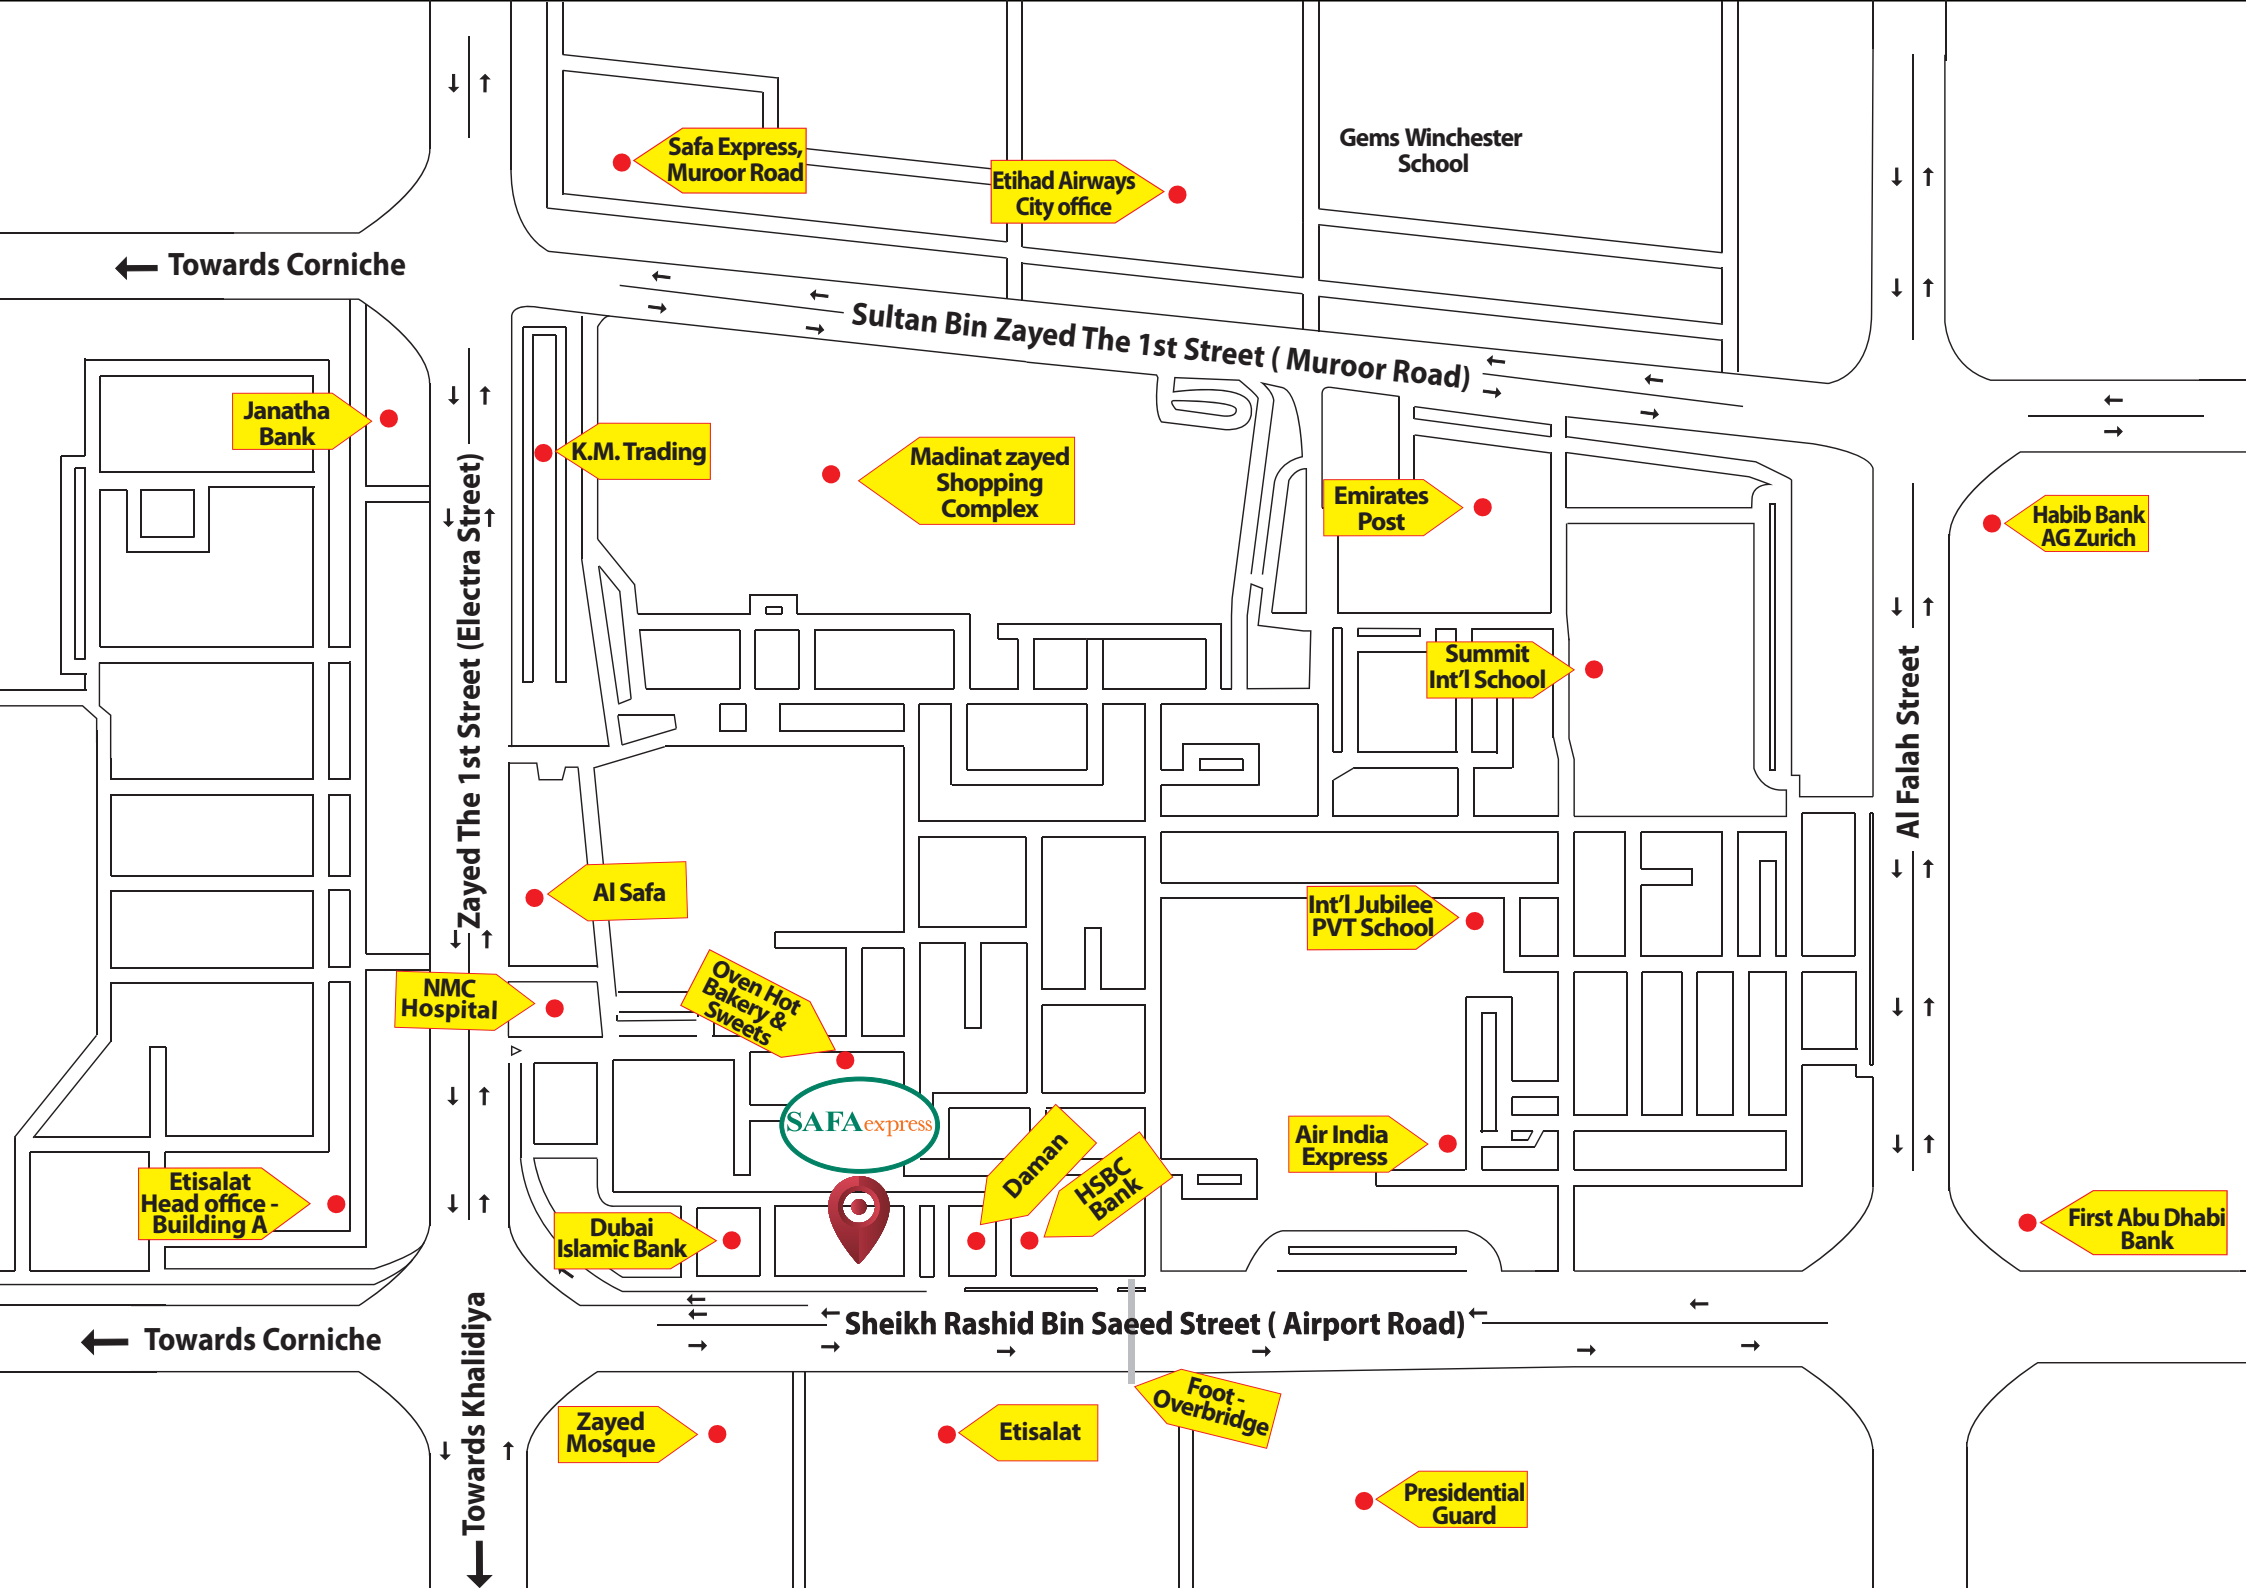 Safa Express,
Muroor Road
Etihad Airways
City office
Gems Winchester
School
Towards Corniche
Sultan Bin Zayed The 1st Street ( Muroor Road)
Janatha
Bank
K.M. Trading
Madinat zayed
Shopping
Complex
Emirates
Post
Habib Bank
AG Zurich
Zayed The 1st Street (Electra Street)
Summit
Int'l School
Al Falah Street
Al Safa
Int'l Jubilee
PVT School
NMC
Hospital
Oven Hot
Bakery &
Sweets
SAFA express
Daman
HSBC
Bank
Air India
Express
Etisalat
Head office -
Building A
Dubai
Islamic Bank
First Abu Dhabi
Bank
Towards Corniche
Sheikh Rashid Bin Saeed Street ( Airport Road)
Towards Khalidiya
Foot -
Overbridge
Zayed
Mosque
Etisalat
Presidential
Guard